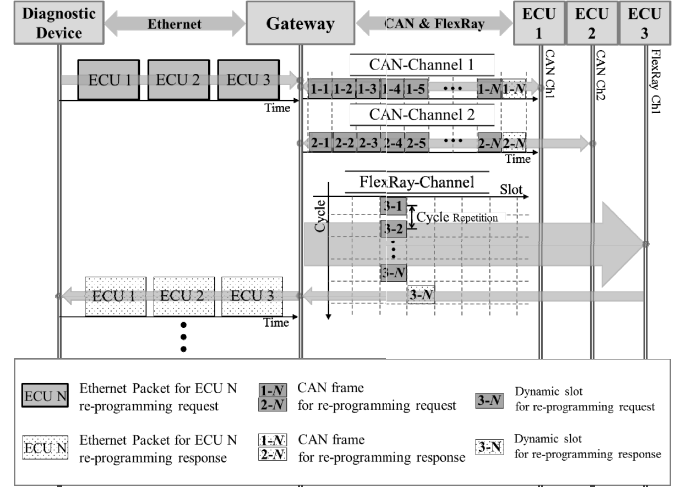 Diagnostic Device
Ethernet
Gateway
CAN & FlexRay
ECU 1
ECU 2
ECU 3
CAN Ch1
CAN Ch2
FlexRay Ch1
ECU 1 ECU 2 ECU 3
Time
CAN-Channel 1
1-1 1-2 1-3 1-4 1-5 ••• 1-N 1-N
Time
CAN-Channel 2
2-1 2-2 2-3 2-4 2-5 ••• 2-N 2-N
Time
FlexRay-Channel
Slot
Cycle
3-1
Cycle Repetition
3-2
3-N
3-N
ECU 1 ECU 2 ECU 3
Time
ECU N
Ethernet Packet for ECU N
re-programming request
1-N
2-N
CAN frame
for re-programming request
3-N
Dynamic slot
for re-programming request
ECU N
Ethernet Packet for ECU N
re-programming response
1-N
2-N
CAN frame
for re-programming response
3-N
Dynamic slot
for re-programming response